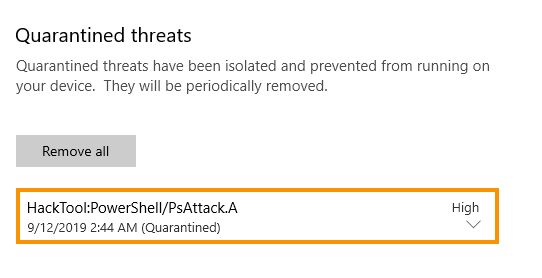 Quarantined threats
Quarantined threats have been isolated and prevented from running on
your device. They will be periodically removed.
Remove all
HackTool:PowerShell/PsAttack.A
High
9/12/2019 2:44 AM (Quarantined)